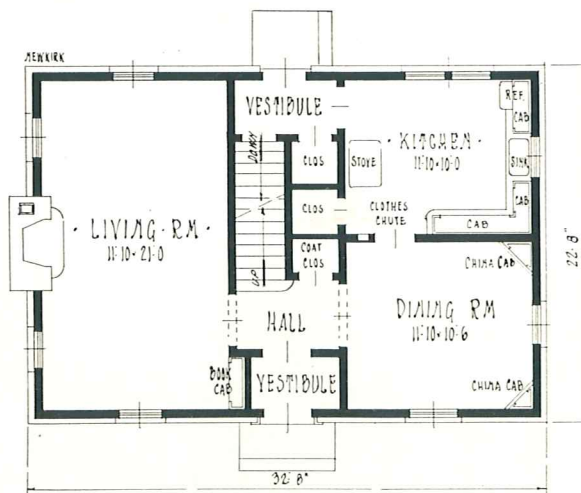 NEWKIRK
VESTIBULE
DOWN
CLOS
STOVE
· KITCHEN ·
11-10×10-0
REF.
CAB
SINK
CAB
CAB
CLOS
CLOTHES
CHUTE
· LIVING RM ·
11-10×21-0
COAT
CLOS
UP
CHINA CAB
HALL
DINING RM
11-10×10-6
BOOK
CAB
VESTIBULE
CHINA CAB
22'8"
32'8"